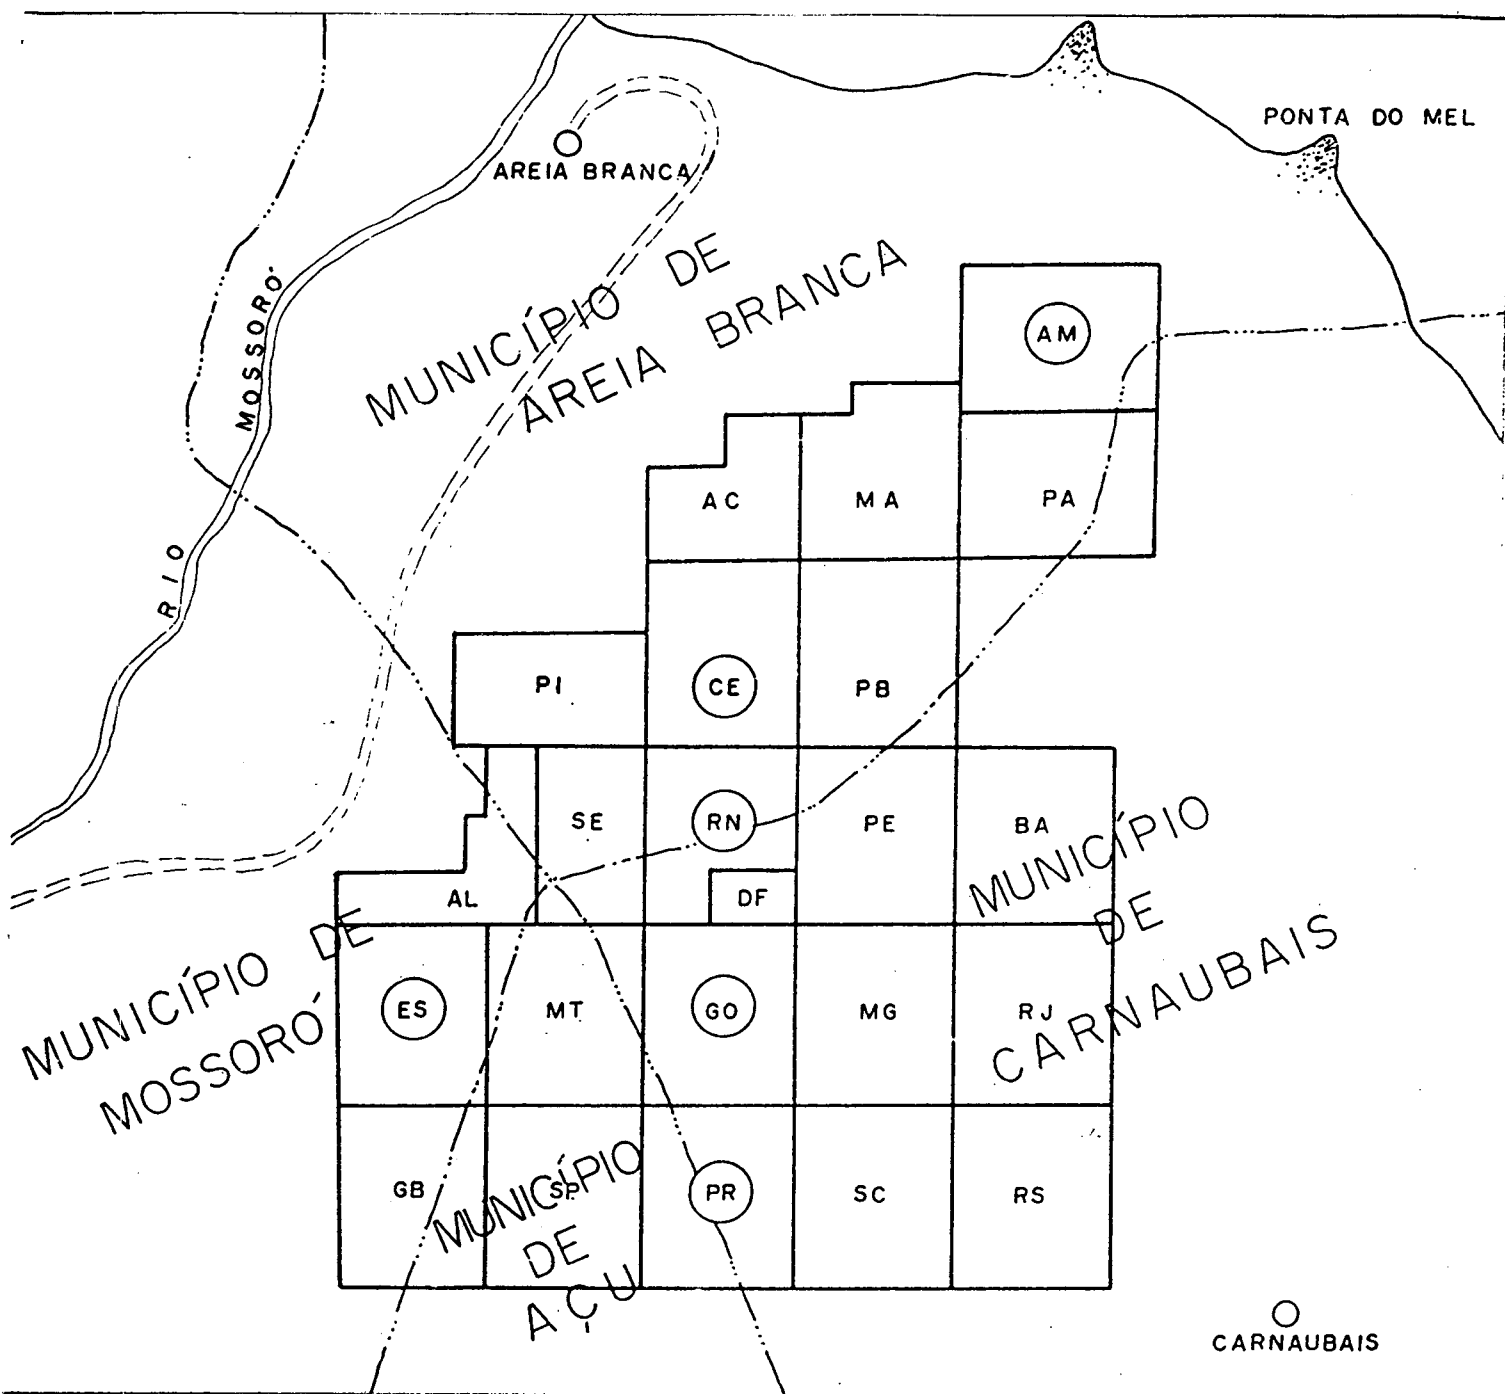 PONTA DO MEL
AREIA BRANCA
MUNICÍPIO DE
AREIA BRANCA
RIO MOSSORÓ
AM
AC
MA
PA
PI
CE
PB
SE
RN
PE
BA
AL
DF
MUNICÍPIO
DE
CARNAUBAIS
MUNICÍPIO DE
MOSSORÓ
ES
MT
GO
MG
RJ
GB
SP
PR
SC
RS
MUNICÍPIO
DE
AÇU
CARNAUBAIS